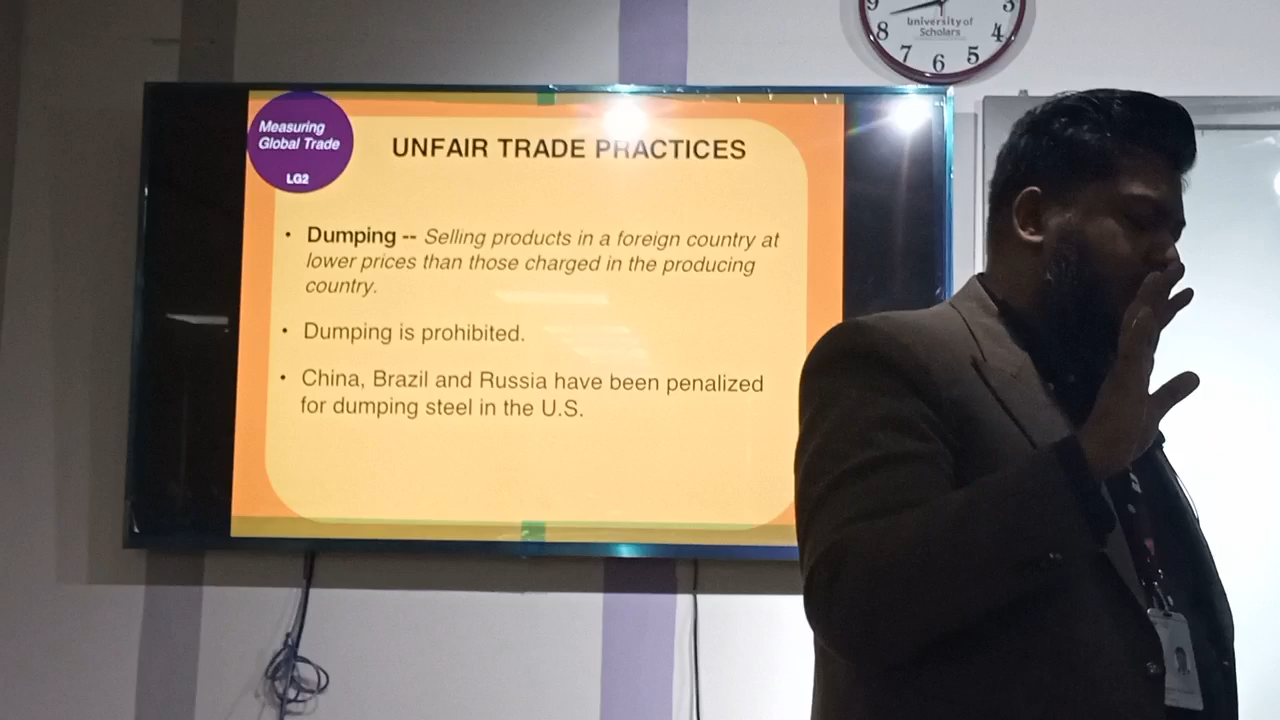 9
3
8
4
7
6
5
University of
Scholars
Measuring
Global Trade
LG2
UNFAIR TRADE PRACTICES
• Dumping -- Selling products in a foreign country at
lower prices than those charged in the producing
country.
• Dumping is prohibited.
• China, Brazil and Russia have been penalized
for dumping steel in the U.S.